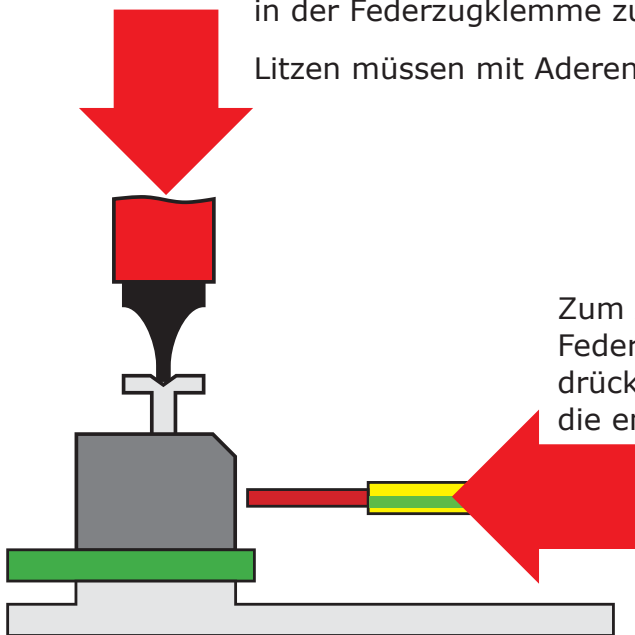 in der Federzugklemme zu
Litzen müssen mit Aderen
Zum
Feder
drück
die er